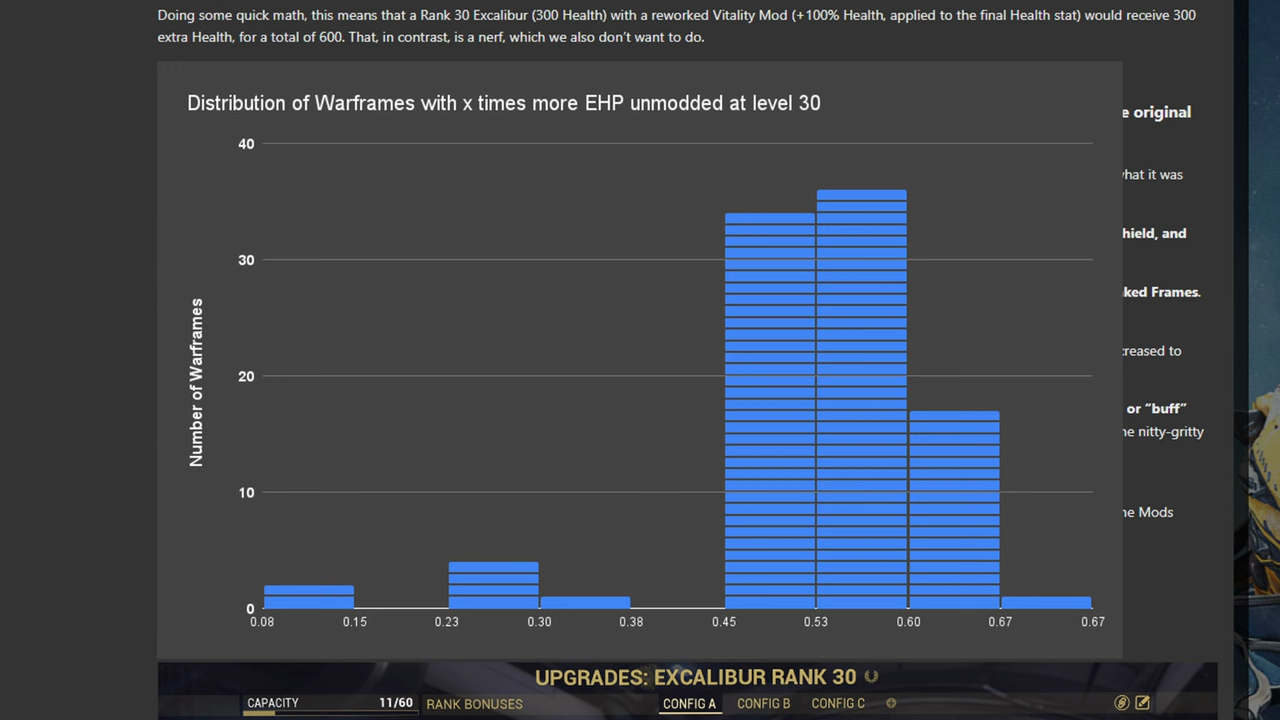 Doing some quick math, this means that a Rank 30 Excalibur (300 Health) with a reworked Vitality Mod (+100% Health, applied to the final Health stat) would receive 300
extra Health, for a total of 600. That, in contrast, is a nerf, which we also don’t want to do.
Distribution of Warframes with x times more EHP unmodded at level 30
e original
hat it was
hield, and
ked Frames.
creased to
or “buff”
ne nitty-gritty
ne Mods
Number of Warframes
40
30
20
10
0
0.08 0.15 0.23 0.30 0.38 0.45 0.53 0.60 0.67 0.67
UPGRADES: EXCALIBUR RANK 30
CAPACITY 11/60 RANK BONUSES CONFIG A CONFIG B CONFIG C